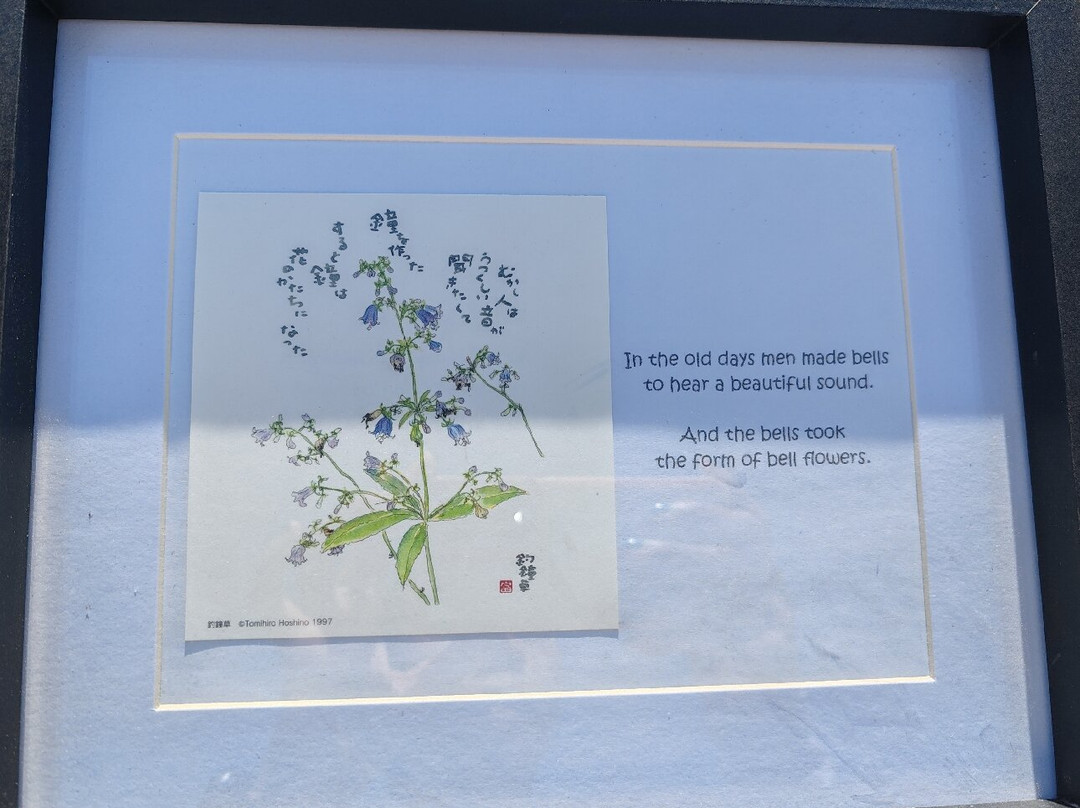 むかし人は
うつくしい音が
聞きたくて
鐘を作った
すると鐘は
花のかたちになった
釣鐘草
釣鐘草 ©Tomihiro Hoshino 1997
In the old days men made bells
to hear a beautiful sound.
And the bells took
the form of bell flowers.